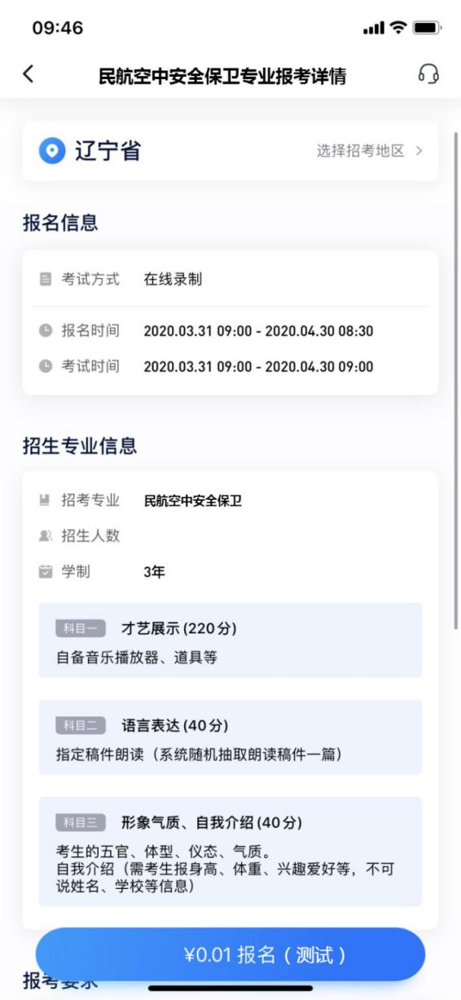 09:46
民航空中安全保卫专业报考详情
辽宁省
选择招考地区
报名信息
考试方式 在线录制
报名时间 2020.03.31 09:00 - 2020.04.30 08:30
考试时间 2020.03.31 09:00 - 2020.04.30 09:00
招生专业信息
招考专业 民航空中安全保卫
招生人数
学制 3年
科目一 才艺展示(220分)
自备音乐播放器、道具等
科目二 语言表达(40分)
指定稿件朗读（系统随机抽取朗读稿件一篇）
科目三 形象气质、自我介绍(40分)
考生的五官、体型、仪态、气质。
自我介绍（需考生报身高、体重、兴趣爱好等，不可
说姓名、学校等信息）
¥0.01 报名（测试）
报考要求